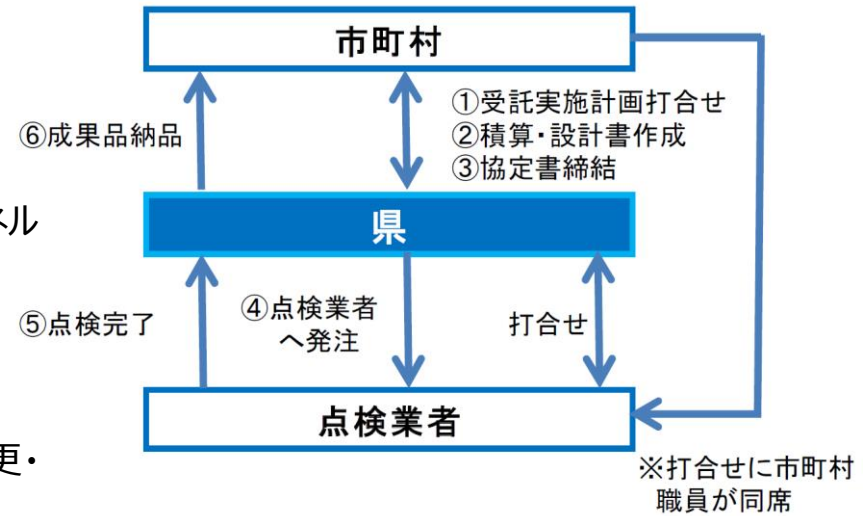 市町村
①受託実施計画打合せ
②積算・設計書作成
③協定書締結
⑥成果品納品
ネル
県
⑤点検完了
④点検業者
へ発注
打合せ
点検業者
更・
※打合せに市町村
職員が同席